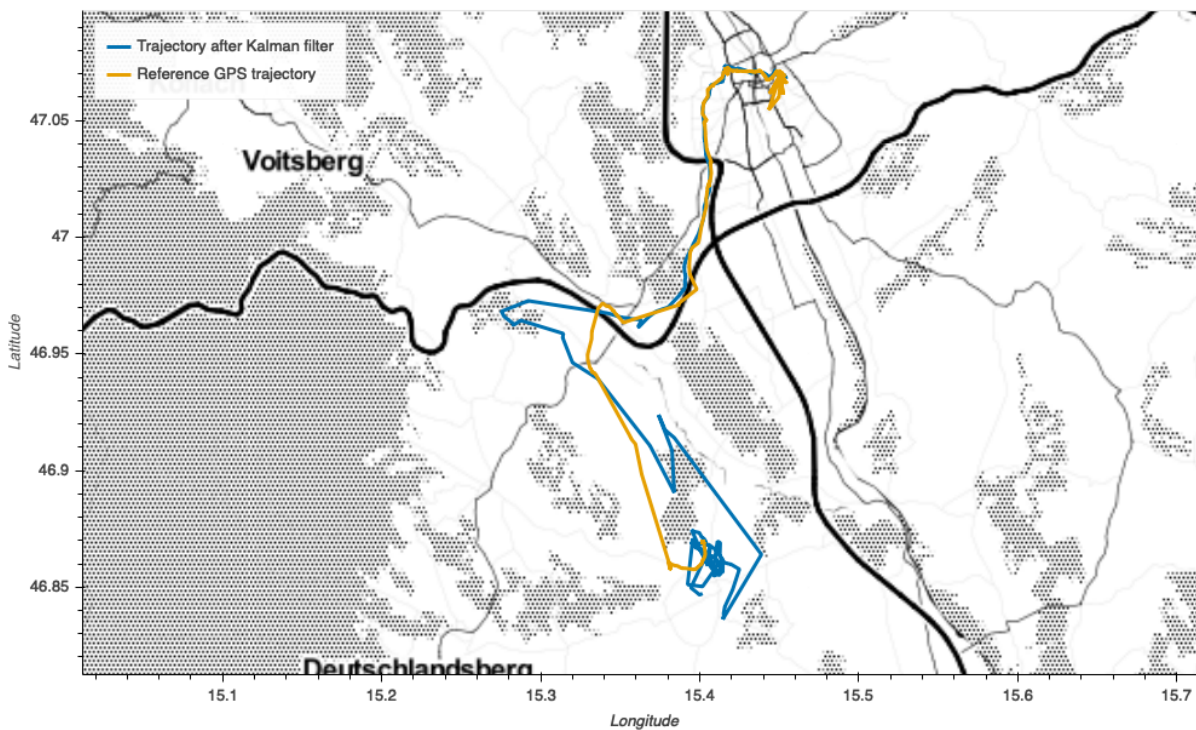 Trajectory after Kalman filter
Reference GPS trajectory
Köflach
Voitsberg
Deutschlandsberg
47.05
47
46.95
46.9
46.85
Latitude
15.1
15.2
15.3
15.4
15.5
15.6
15.7
Longitude